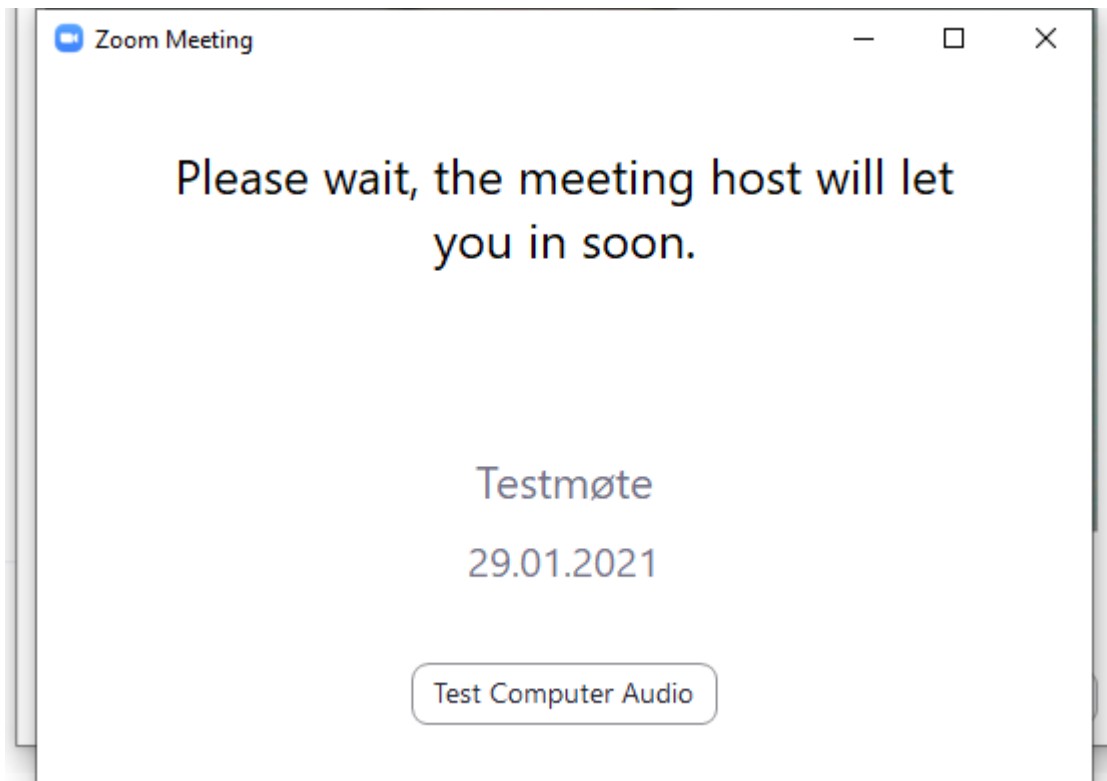 Zoom Meeting
Please wait, the meeting host will let
you in soon.
Testmøte
29.01.2021
Test Computer Audio